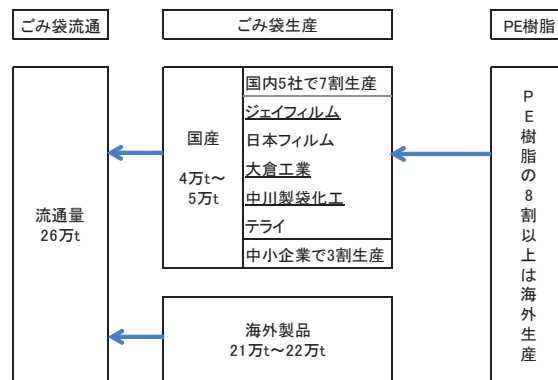 ごみ袋流通
ごみ袋生産
PE樹脂
流通量
26万t
国産
4万t～
5万t
国内5社で7割生産
ジェイフィルム
日本フィルム
大倉工業
中川製袋化工
テライ
中小企業で3割生産
海外製品
21万t～22万t
PE樹脂の8割以上は海外生産